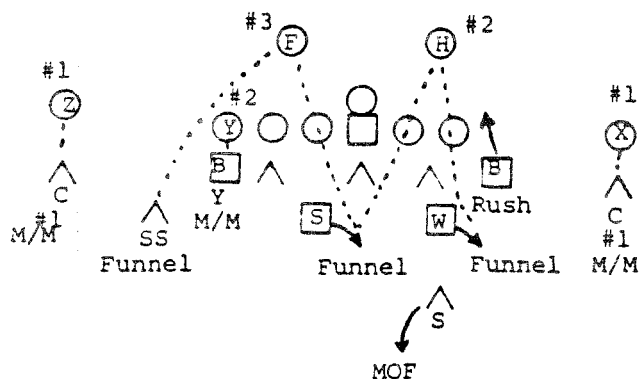 #3 F H #2
#1 #1
Z #2 X
Y
B B
C Y Rush C
#1 S W #1
M/M SS M/M M/M
Funnel Funnel Funnel
S
MOF